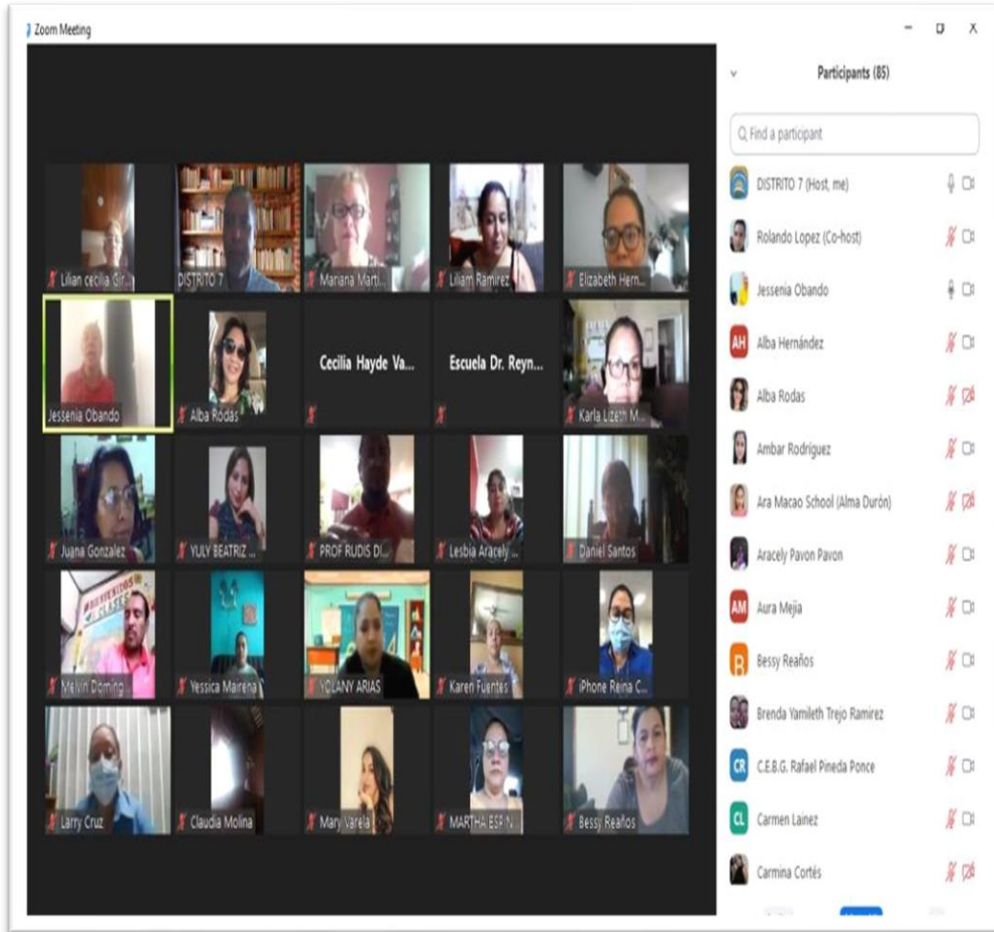 Zoom Meeting
Lilian cecilia Gir...
DISTRITO 7
Mariana Marti...
Liliam Ramirez
Elizabeth Hern...
Jessenia Obando
Alba Rodas
Cecilia Hayde Va...
Escuela Dr. Reyn...
Karla Lizeth M...
Juana Gonzalez
YULY BEATRIZ ...
PROF RUDIS DI...
Lesbia Aracely ...
Daniel Santos
#BIENVENIDOS
A CLASES
Melvin Doming...
Yessica Mairena
YOLANY ARIAS
Karen Fuentes
iPhone Reina C...
Larry Cruz
Claudia Molina
Mary Varela
MARTHA ESP N...
Bessy Reaños
Participants (85)
Find a participant
DISTRITO 7 (Host, me)
Rolando Lopez (Co-host)
Jessenia Obando
AH Alba Hernández
Alba Rodas
Ambar Rodríguez
Ara Macao School (Alma Durón)
Aracely Pavon Pavon
AM Aura Mejia
B Bessy Reaños
Brenda Yamileth Trejo Ramirez
CR C.E.B.G. Rafael Pineda Ponce
CL Carmen Lainez
Carmina Cortés